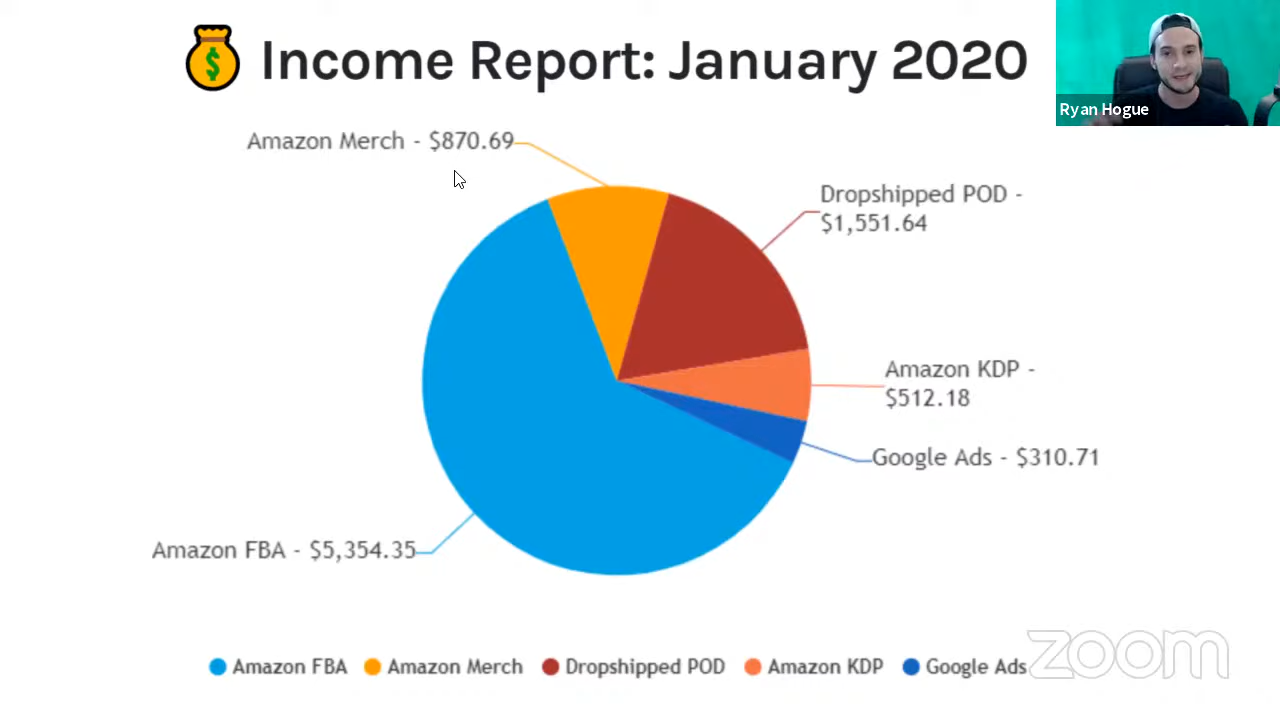 Income Report: January 2020
Ryan Hogue
Amazon Merch - $870.69
Dropshipped POD -
$1,551.64
Amazon KDP -
$512.18
Google Ads - $310.71
Amazon FBA - $5,354.35
Amazon FBA
Amazon Merch
Dropshipped POD
Amazon KDP
Google Ads
zoom